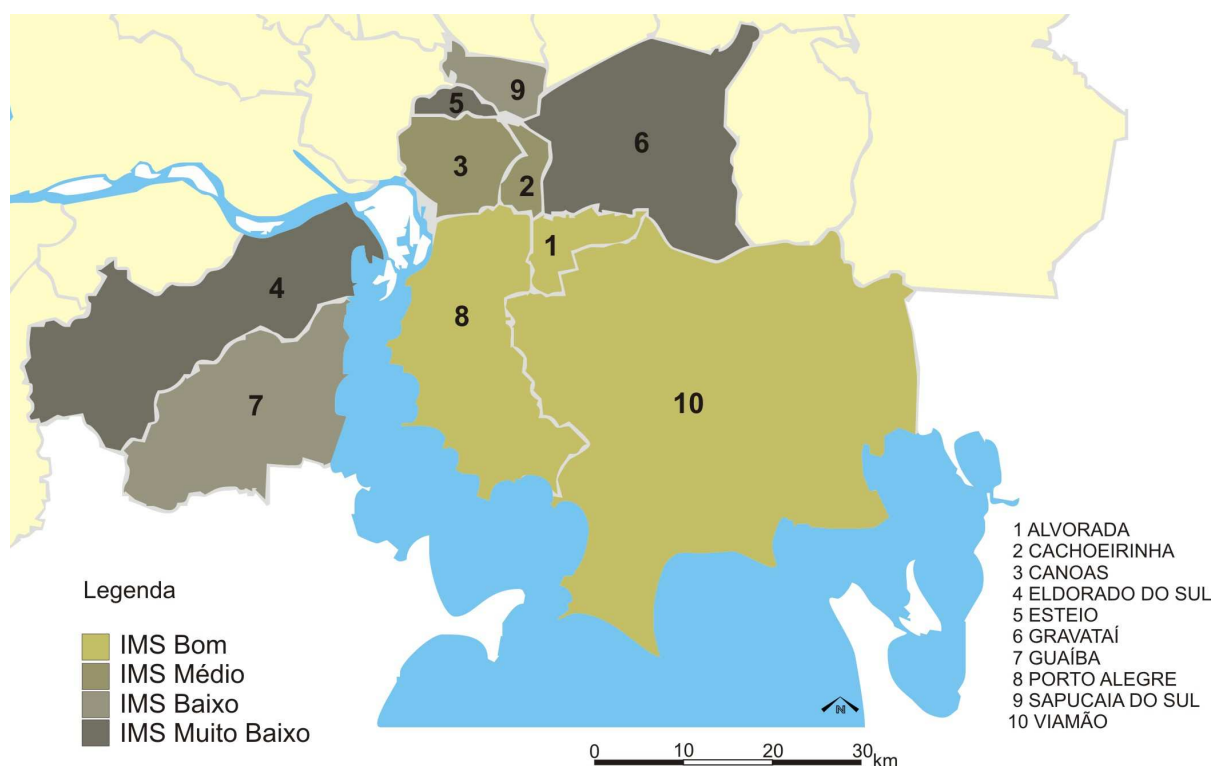 9
5
6
3
2
1
4
8
7
10
Legenda
IMS Bom
IMS Médio
IMS Baixo
IMS Muito Baixo
1 ALVORADA
2 CACHOEIRINHA
3 CANOAS
4 ELDORADO DO SUL
5 ESTEIO
6 GRAVATAÍ
7 GUAÍBA
8 PORTO ALEGRE
9 SAPUCAIA DO SUL
10 VIAMÃO
N
0 10 20 30 km